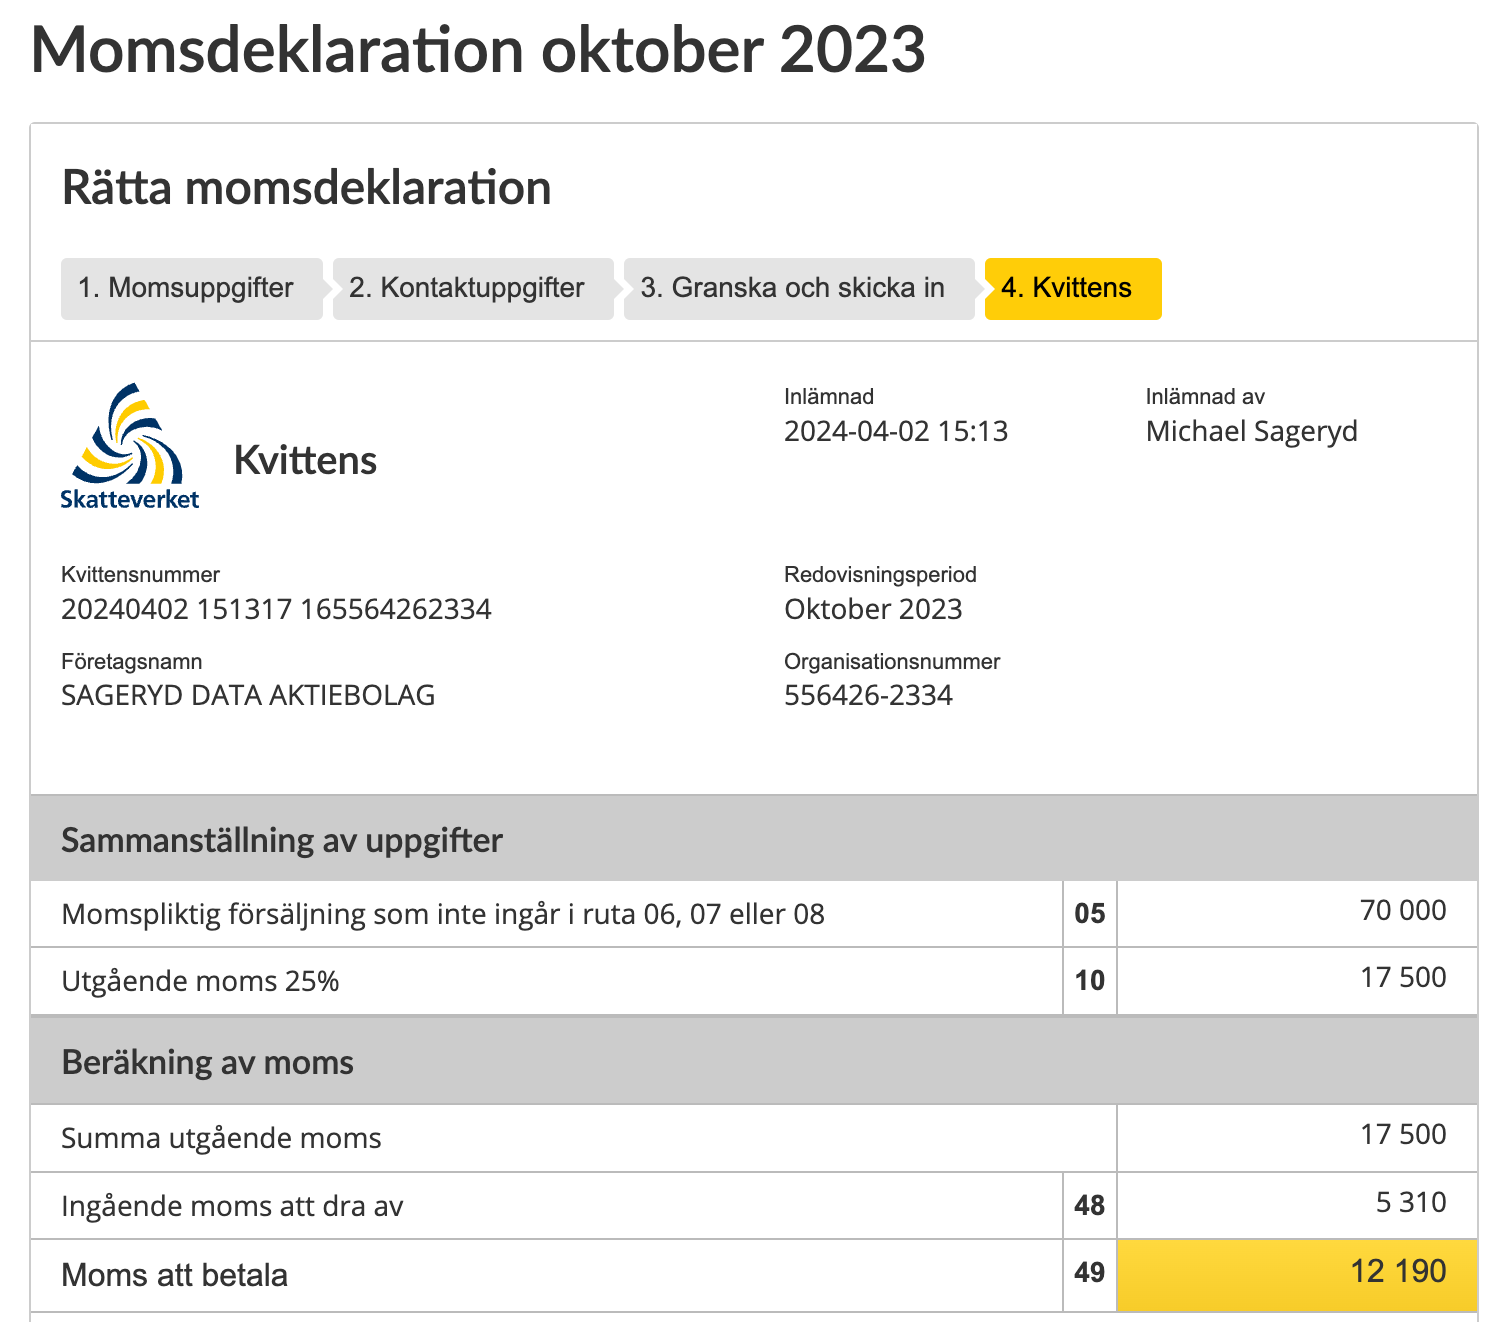 Momsdeklaration oktober 2023
Rätta momsdeklaration
1. Momsuppgifter 2. Kontaktuppgifter 3. Granska och skicka in 4. Kvittens
Skatteverket
Kvittens
Inlämnad
2024-04-02 15:13
Inlämnad av
Michael Sageryd
Kvittensnummer
20240402 151317 165564262334
Redovisningsperiod
Oktober 2023
Företagsnamn
SAGERYD DATA AKTIEBOLAG
Organisationsnummer
556426-2334
Sammanställning av uppgifter
Momspliktig försäljning som inte ingår i ruta 06, 07 eller 08 05 70 000
Utgående moms 25% 10 17 500
Beräkning av moms
Summa utgående moms 17 500
Ingående moms att dra av 48 5 310
Moms att betala 49 12 190